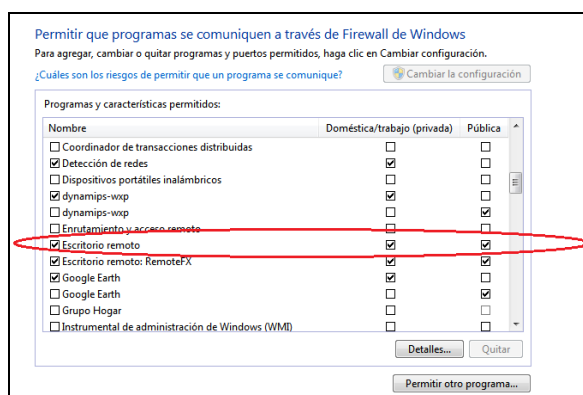 Permitir que programas se comuniquen a través de Firewall de Windows
Para agregar, cambiar o quitar programas y puertos permitidos, haga clic en Cambiar configuración.
¿Cuáles son los riesgos de permitir que un programa se comunique? Cambiar la configuración
Programas y características permitidos:
Nombre Doméstica/trabajo (privada) Pública
Coordinador de transacciones distribuidas
Detección de redes
Dispositivos portátiles inalámbricos
dynamips-wxp
dynamips-wxp
Enrutamiento y acceso remoto
Escritorio remoto
Escritorio remoto: RemoteFX
Google Earth
Google Earth
Grupo Hogar
Instrumental de administración de Windows (WMI)
Detalles... Quitar
Permitir otro programa...